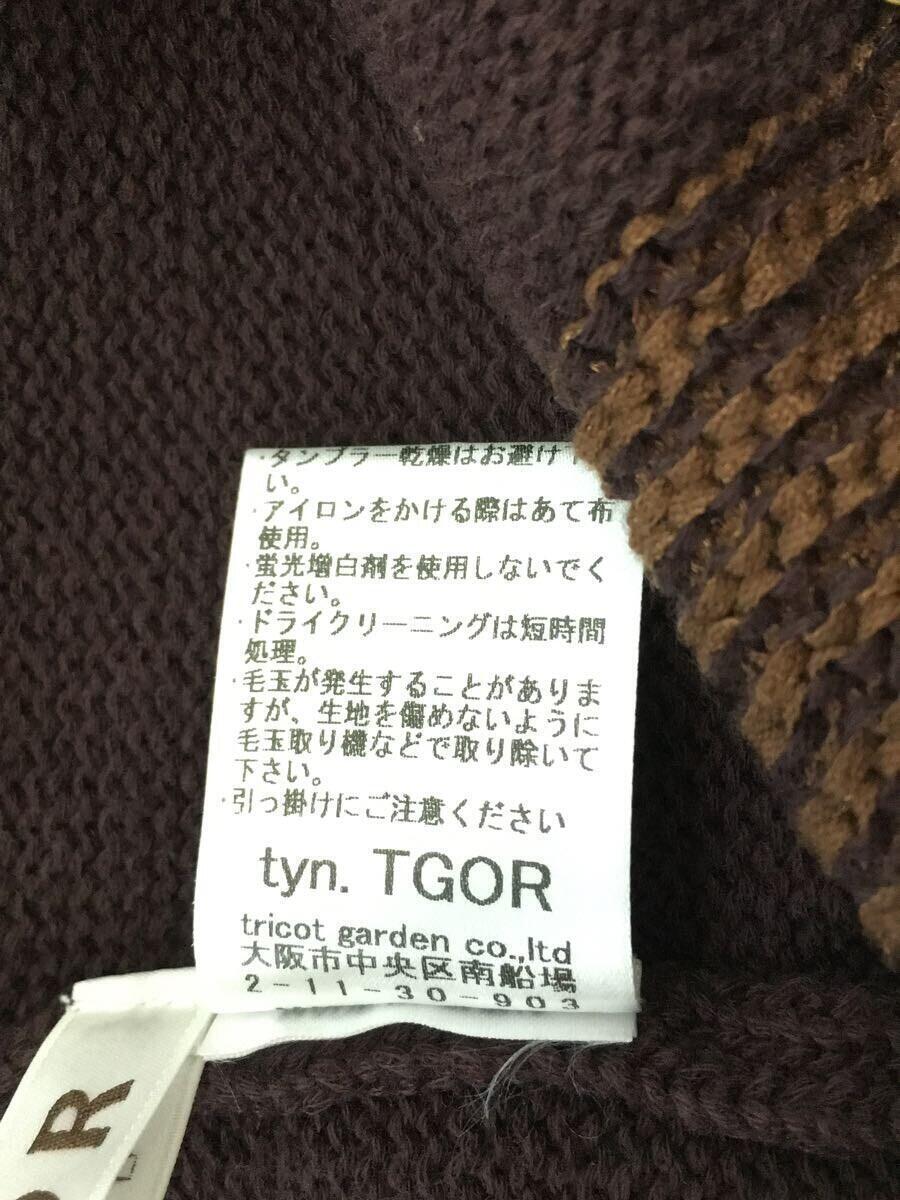 ・タンブラー乾燥はお避け下さ
い。
・アイロンをかける際はあて布
使用。
・蛍光増白剤を使用しないでく
ださい。
・ドライクリーニングは短時間
処理。
・毛玉が発生することがありま
すが、生地を傷めないように
毛玉取り機などで取り除いて
下さい。
・引っ掛けにご注意ください
tyn. TGOR
tricot garden co.,ltd
大阪市中央区南船場
2-11-30-903
OR